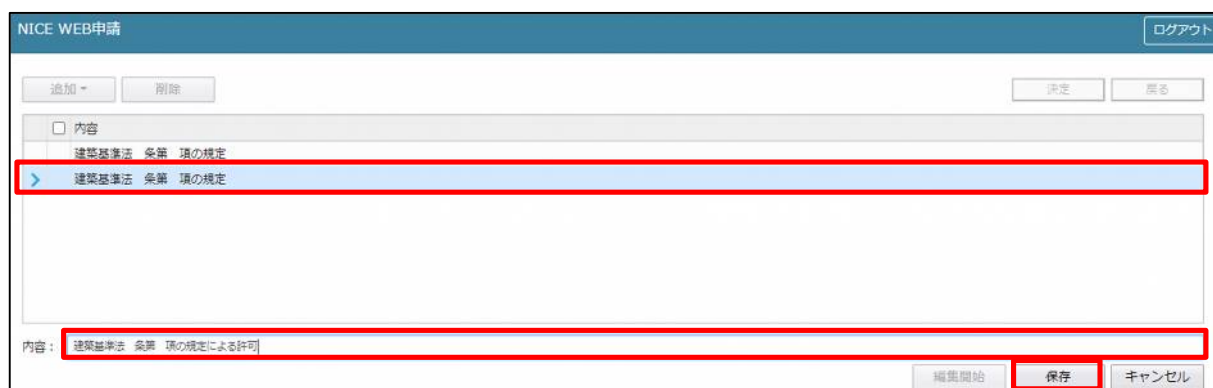 NICE WEB申請 ログアウト
追加 削除 決定 戻る
内容
建築基準法　条第　項の規定
建築基準法　条第　項の規定
内容： 建築基準法　条第　項の規定による許可
編集開始 保存 キャンセル